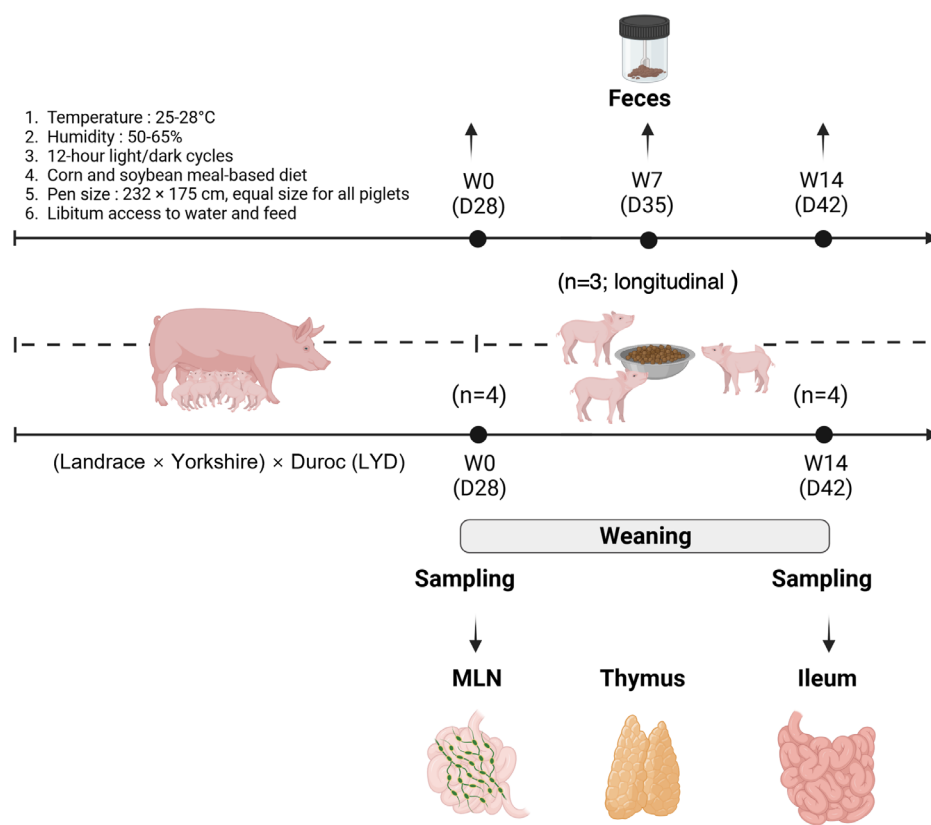 Feces
1. Temperature : 25-28°C
2. Humidity : 50-65%
3. 12-hour light/dark cycles
4. Corn and soybean meal-based diet
5. Pen size : 232 × 175 cm, equal size for all piglets
6. Libitum access to water and feed
W0
(D28)
W7
(D35)
W14
(D42)
(n=3; longitudinal )
(n=4)
(n=4)
(Landrace × Yorkshire) × Duroc (LYD)
W0
(D28)
W14
(D42)
Weaning
Sampling
Sampling
MLN
Thymus
Ileum